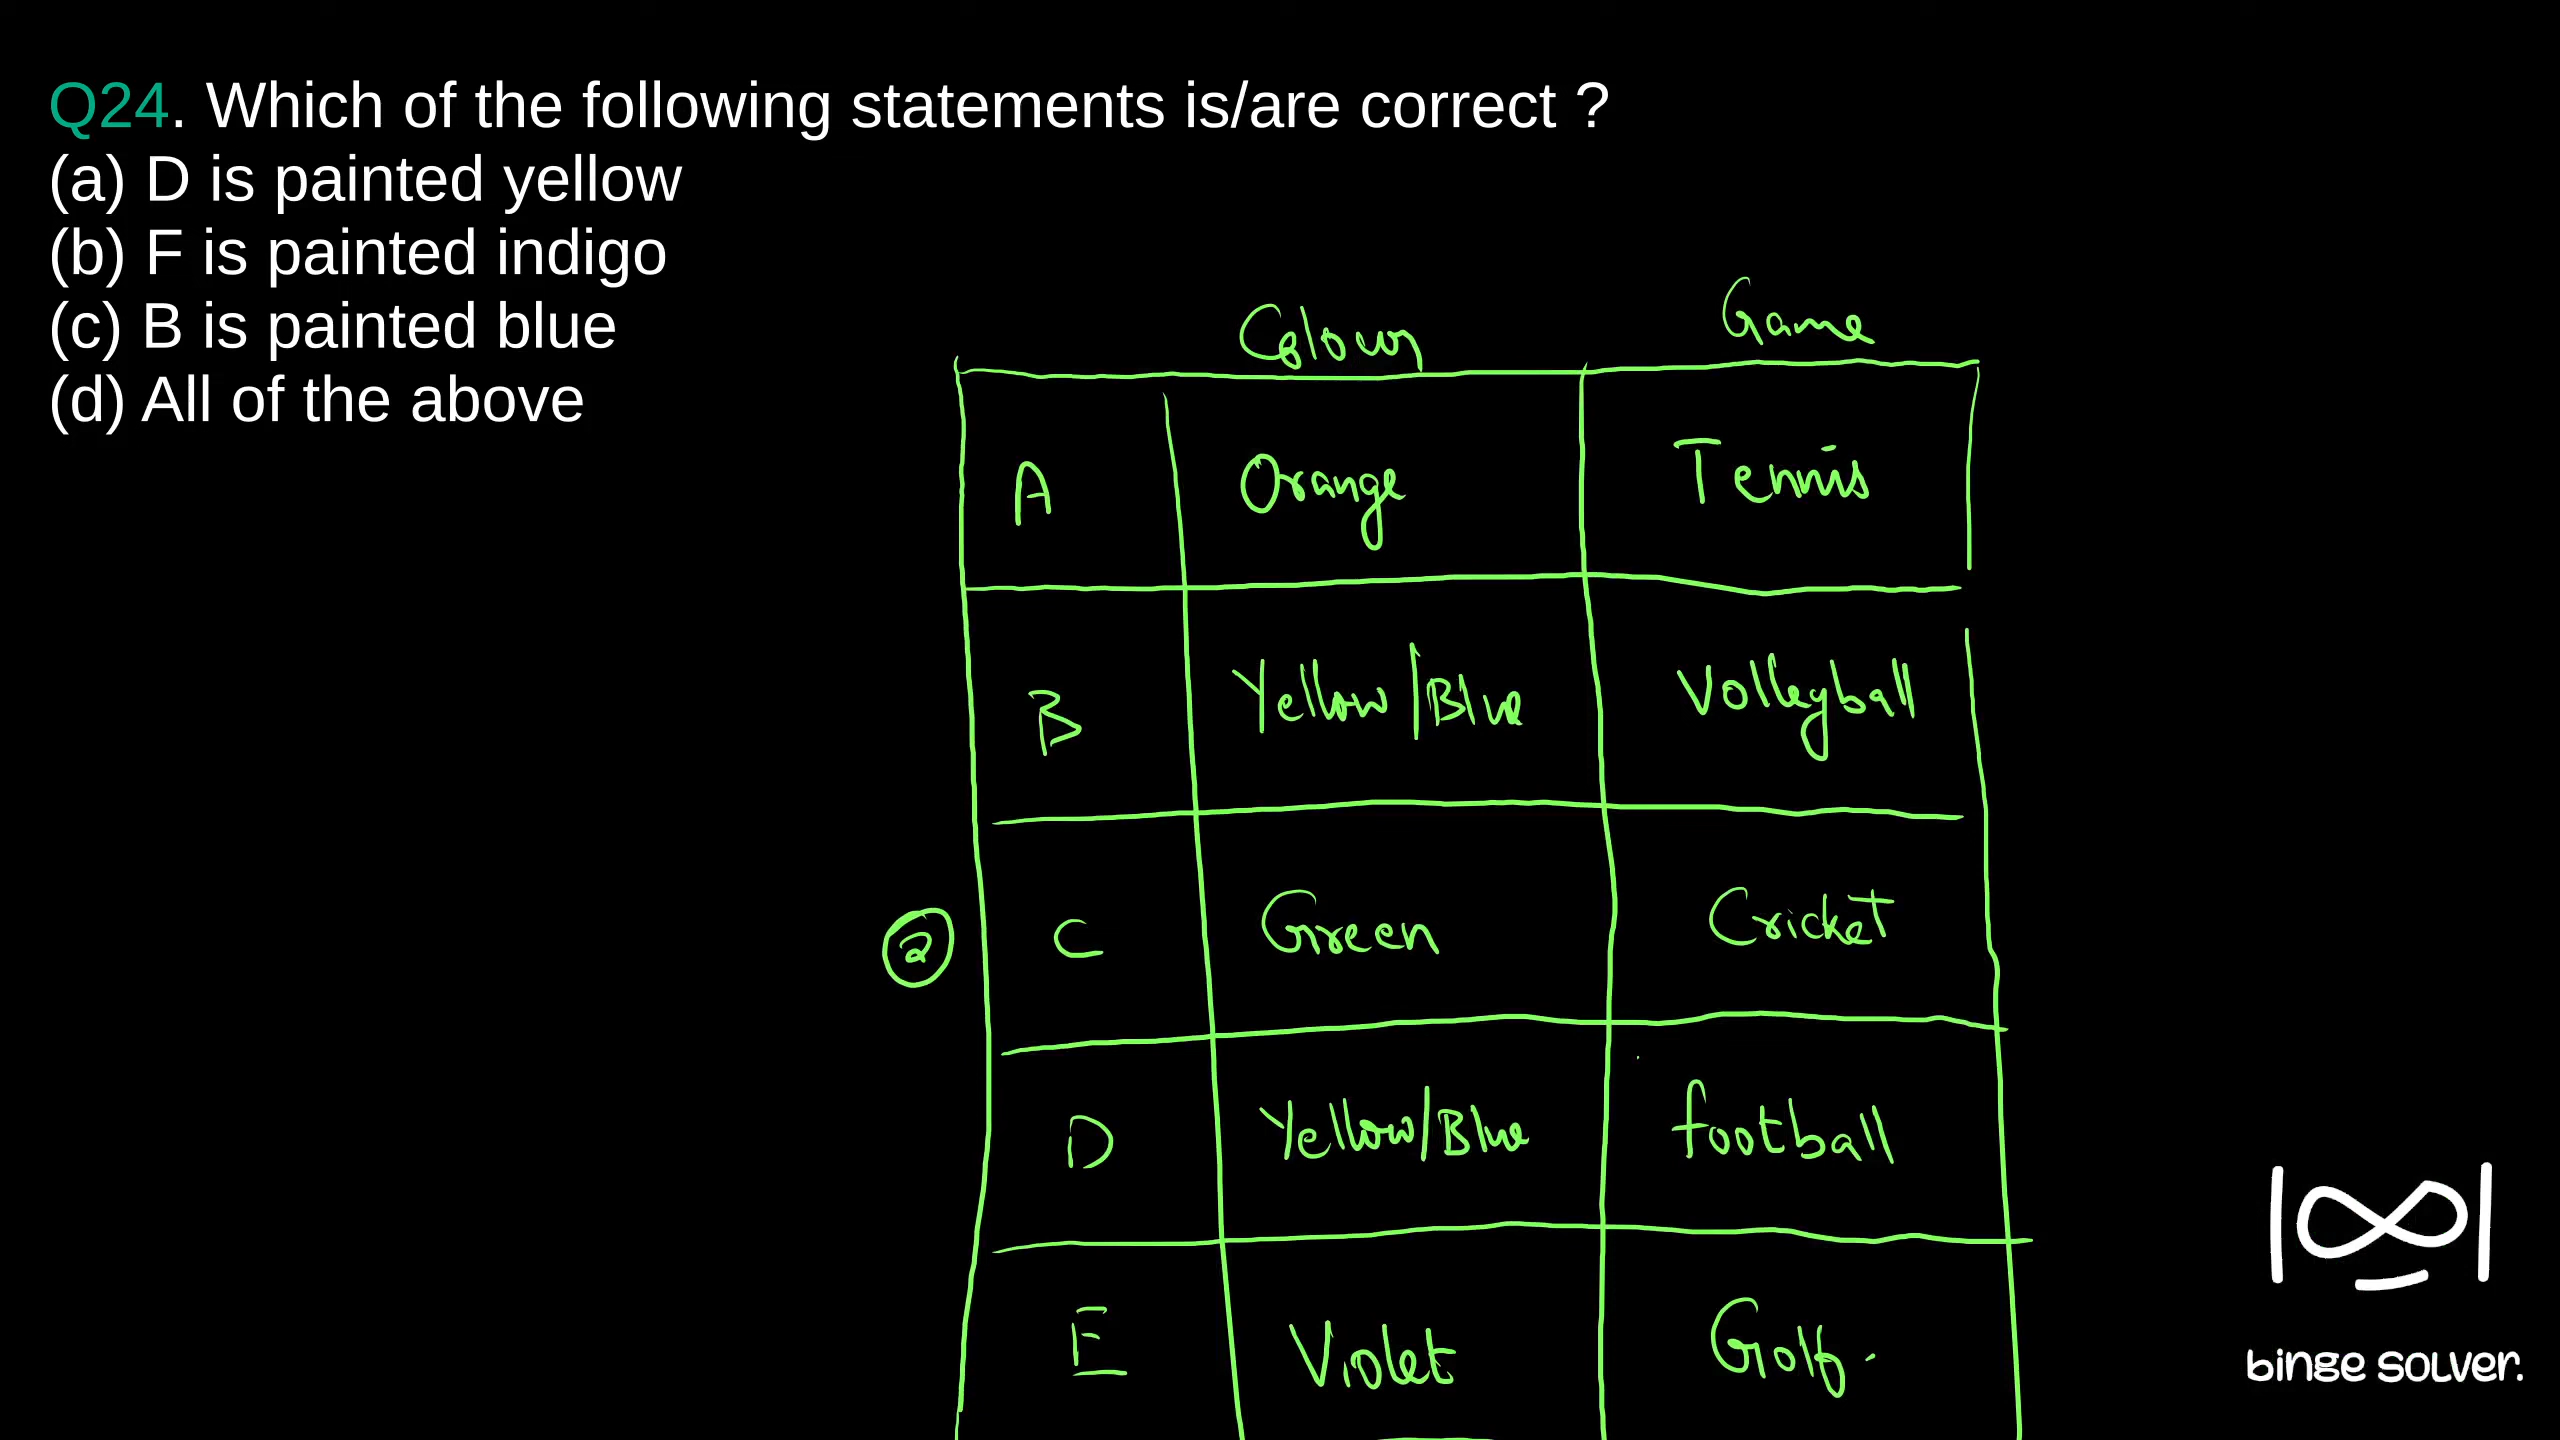 Q24. Which of the following statements is/are correct ?
(a) D is painted yellow
(b) F is painted indigo
(c) B is painted blue
(d) All of the above
Colour Game
A Orange Tennis
B Yellow/Blue Volleyball
② C Green Cricket
D Yellow/Blue football
E Violet Golf.
binge solver.